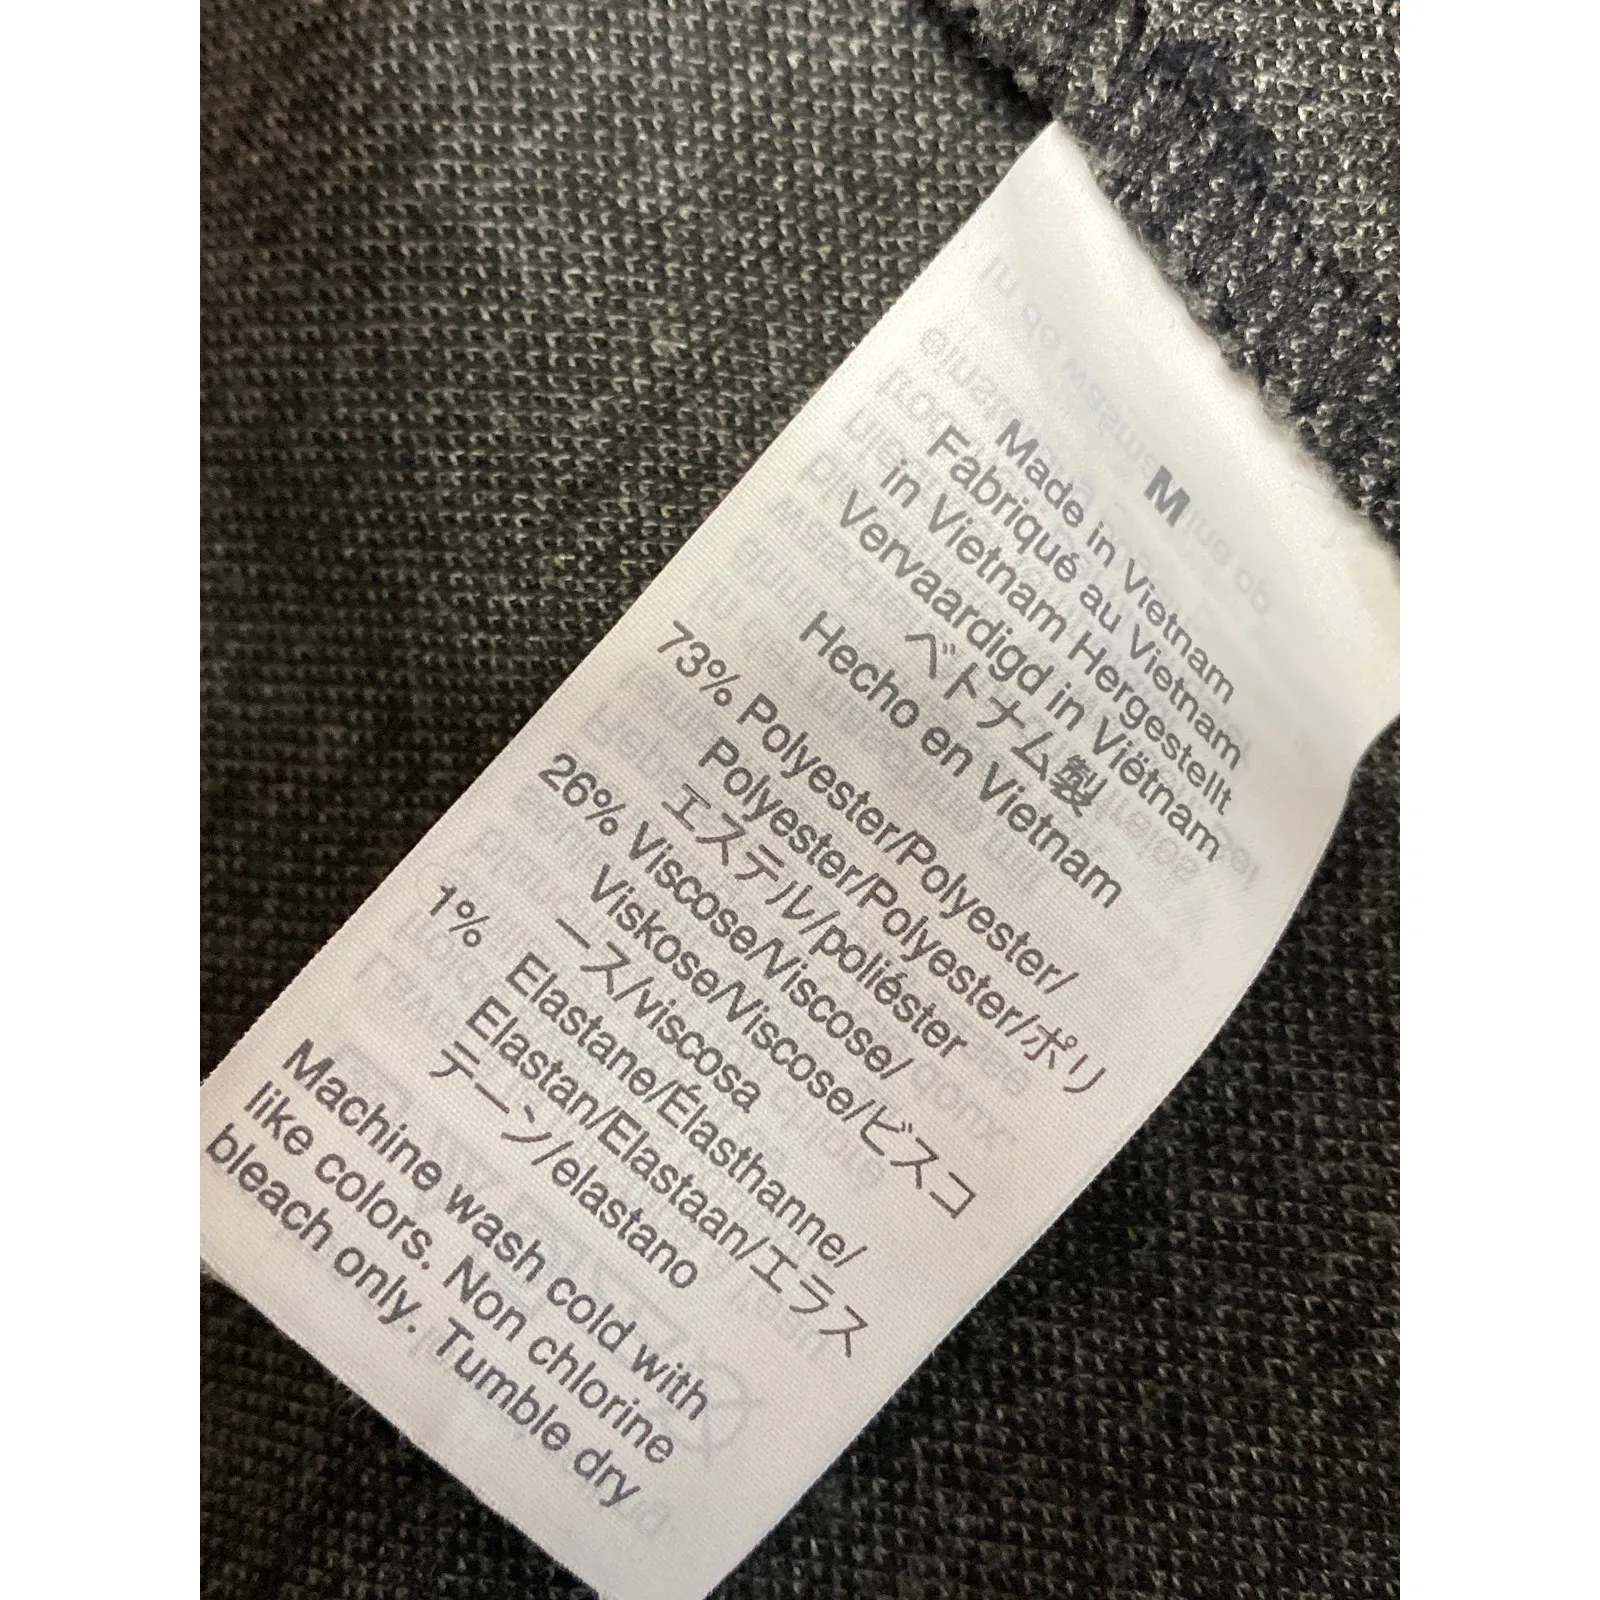 M
Made in Vietnam
Fabriqué au Vietnam
in Vietnam Hergestellt
Vervaardigd in Viëtnam
ベトナム製
Hecho en Vietnam
73% Polyester/Polyester/
Polyester/Polyester/ポリ
エステル/poliéster
26% Viscose/Viscose/
Viskose/Viscose/ビスコ
ース/viscosa
1% Elastane/Élasthanne/
Elastan/Elastaan/エラス
テーン/elastano
Machine wash cold with
like colors. Non chlorine
bleach only. Tumble dry